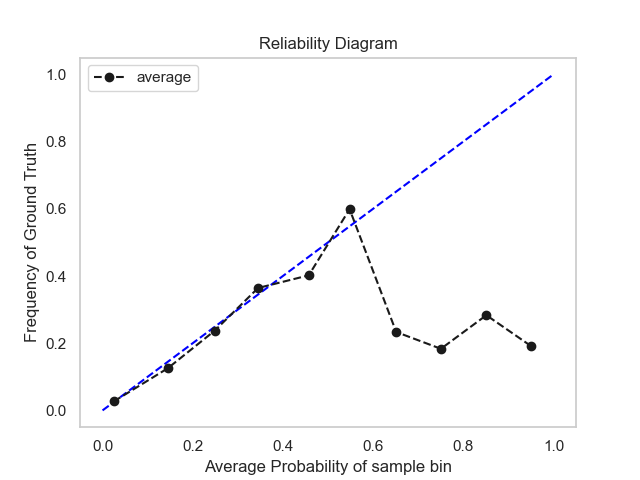 Reliability Diagram
average
Frequency of Ground Truth
1.0
0.8
0.6
0.4
0.2
0.0
0.0 0.2 0.4 0.6 0.8 1.0
Average Probability of sample bin